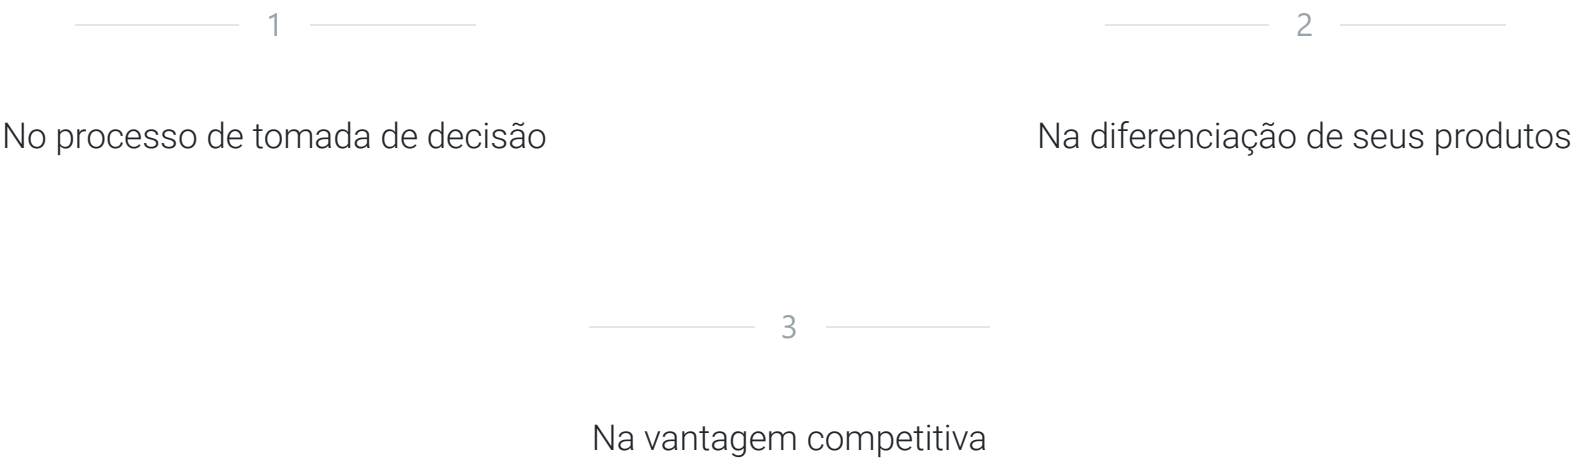 1
No processo de tomada de decisão
2
Na diferenciação de seus produtos
3
Na vantagem competitiva